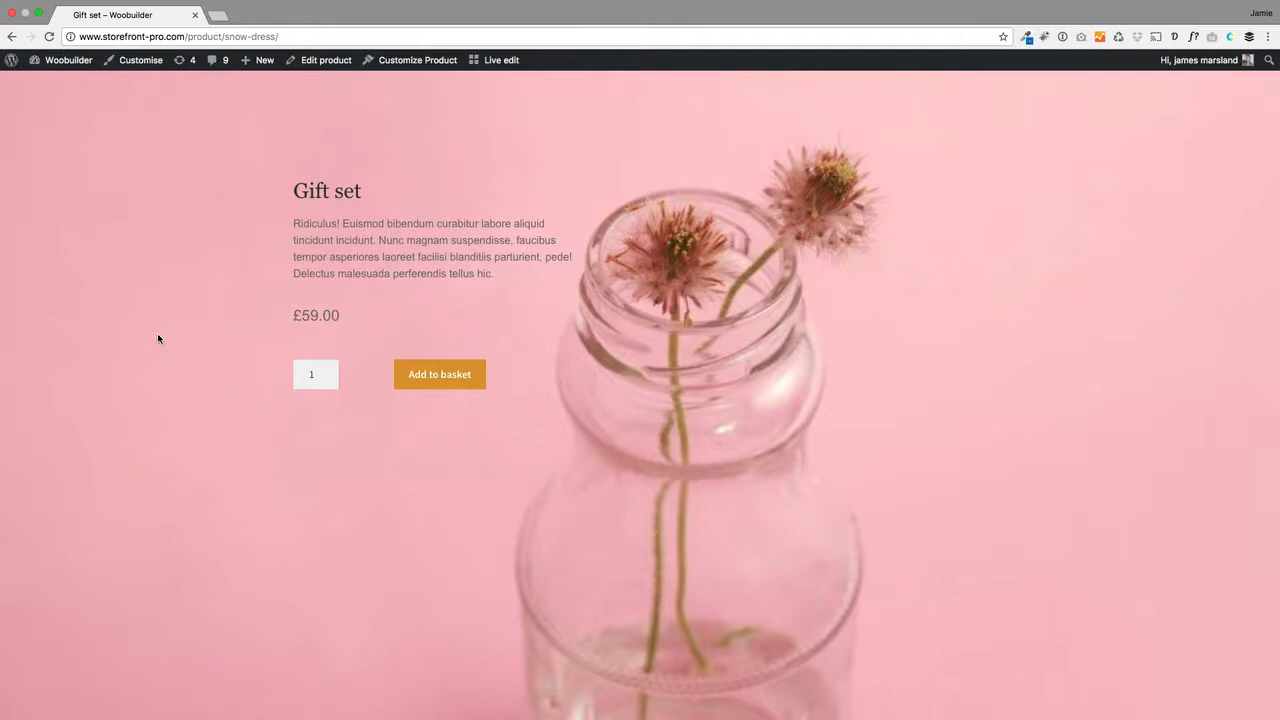 Gift set – Woobuilder
Jamie
www.storefront-pro.com/product/snow-dress/
Woobuilder Customise 4 9 New Edit product Customize Product Live edit Hi, james marsland
Gift set
Ridiculus! Euismod bibendum curabitur labore aliquid
tincidunt incidunt. Nunc magnam suspendisse, faucibus
tempor asperiores laoreet facilisi blanditiis parturient, pede!
Delectus malesuada perferendis tellus hic.
£59.00
1 Add to basket